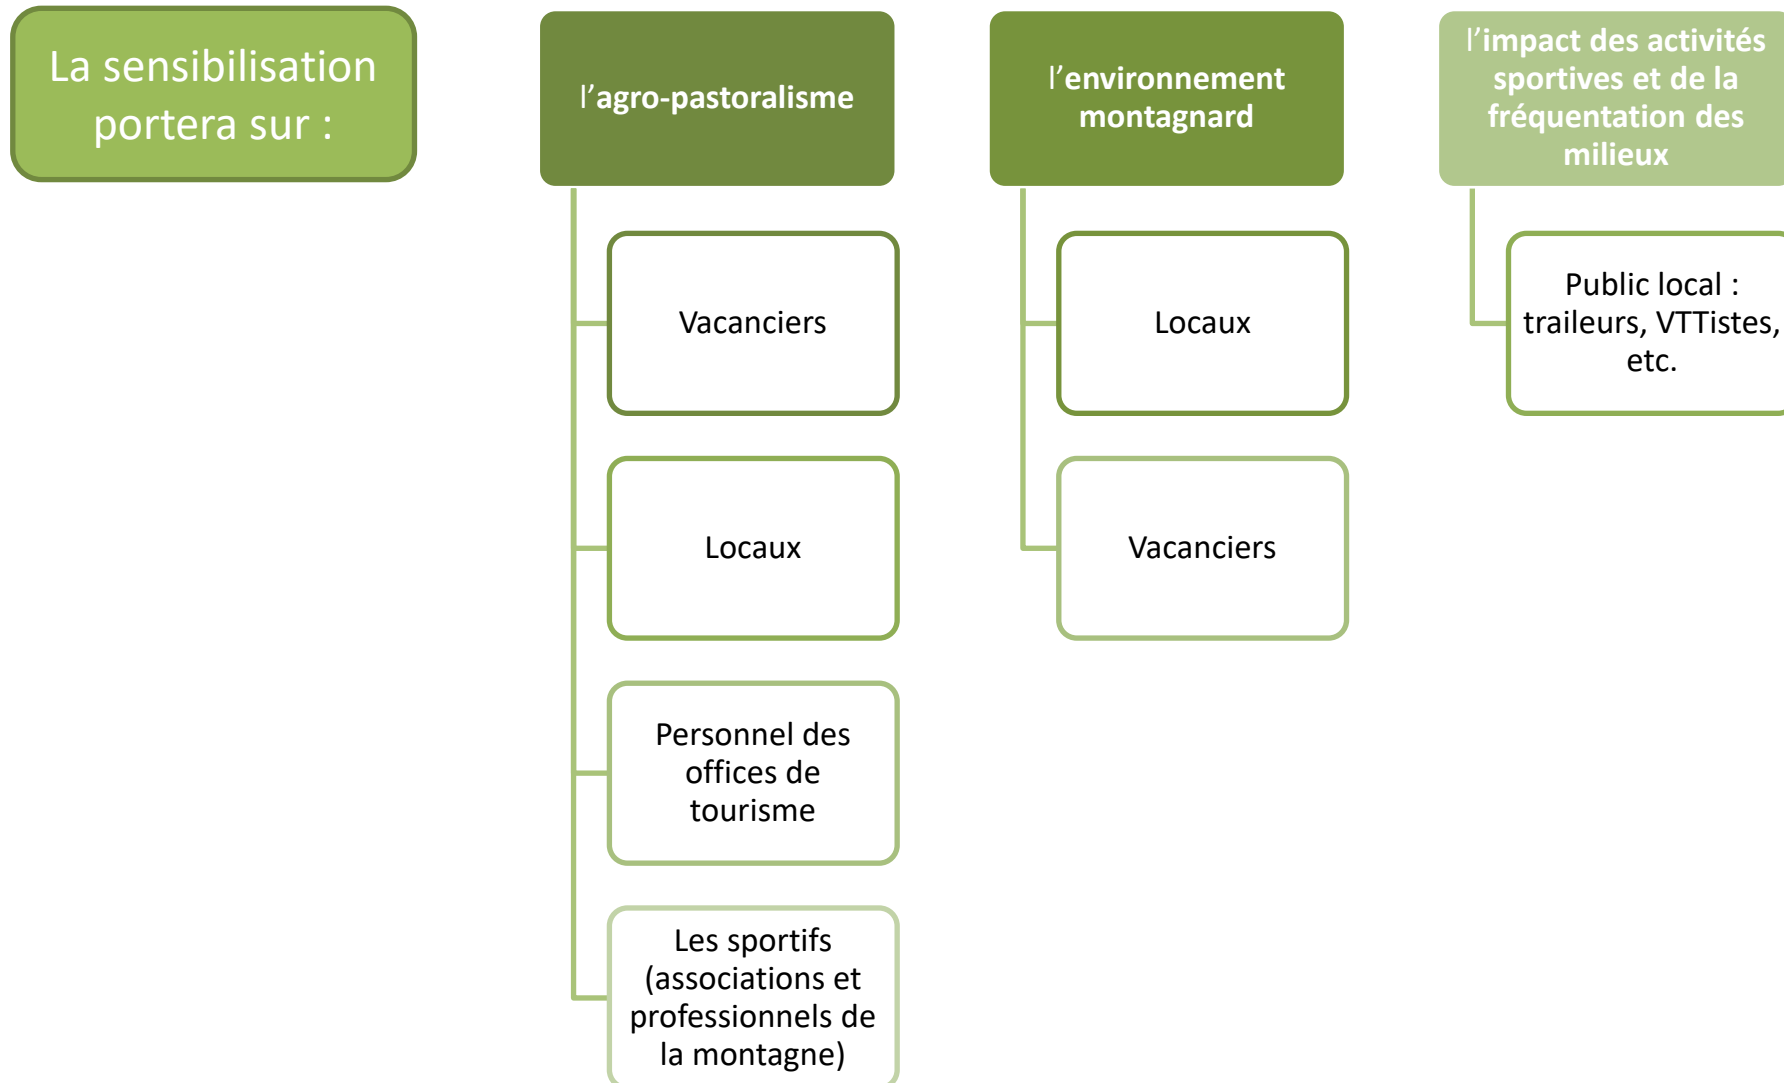 La sensibilisation
portera sur :
l’agro-pastoralisme
Vacanciers
Locaux
Personnel des
offices de
tourisme
Les sportifs
(associations et
professionnels de
la montagne)
l’environnement
montagnard
Locaux
Vacanciers
l’impact des activités
sportives et de la
fréquentation des
milieux
Public local :
traileurs, VTTistes,
etc.